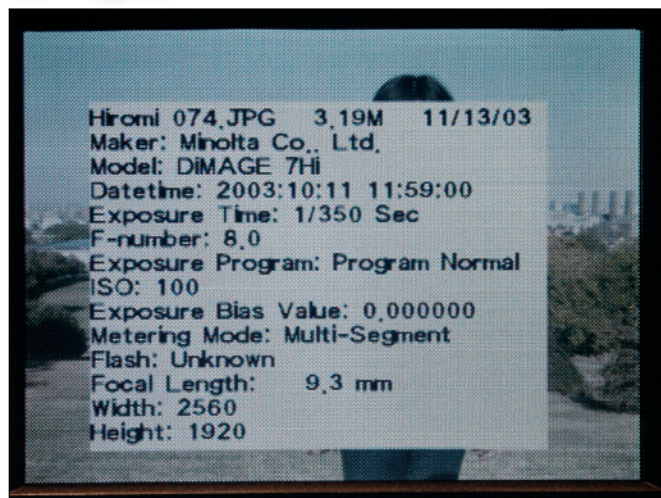 Hiromi 074.JPG 3.19M 11/13/03
Maker: Minolta Co., Ltd.
Model: DiMAGE 7Hi
Datetime: 2003:10:11 11:59:00
Exposure Time: 1/350 Sec
F-number: 8.0
Exposure Program: Program Normal
ISO: 100
Exposure Bias Value: 0.000000
Metering Mode: Multi-Segment
Flash: Unknown
Focal Length: 9.3 mm
Width: 2560
Height: 1920